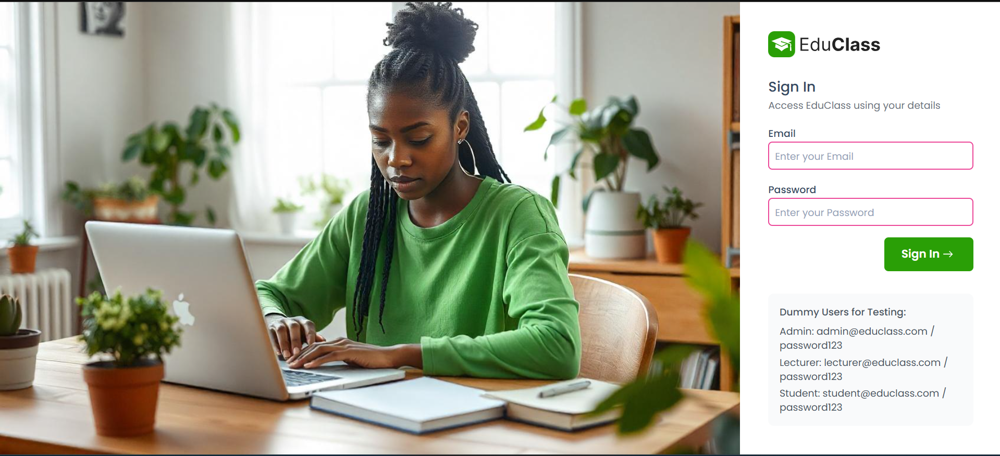 EduClass
Sign In
Access EduClass using your details
Email
Enter your Email
Password
Enter your Password
Sign In →
Dummy Users for Testing:
Admin: admin@educlass.com /
password123
Lecturer: lecturer@educlass.com /
password123
Student: student@educlass.com /
password123